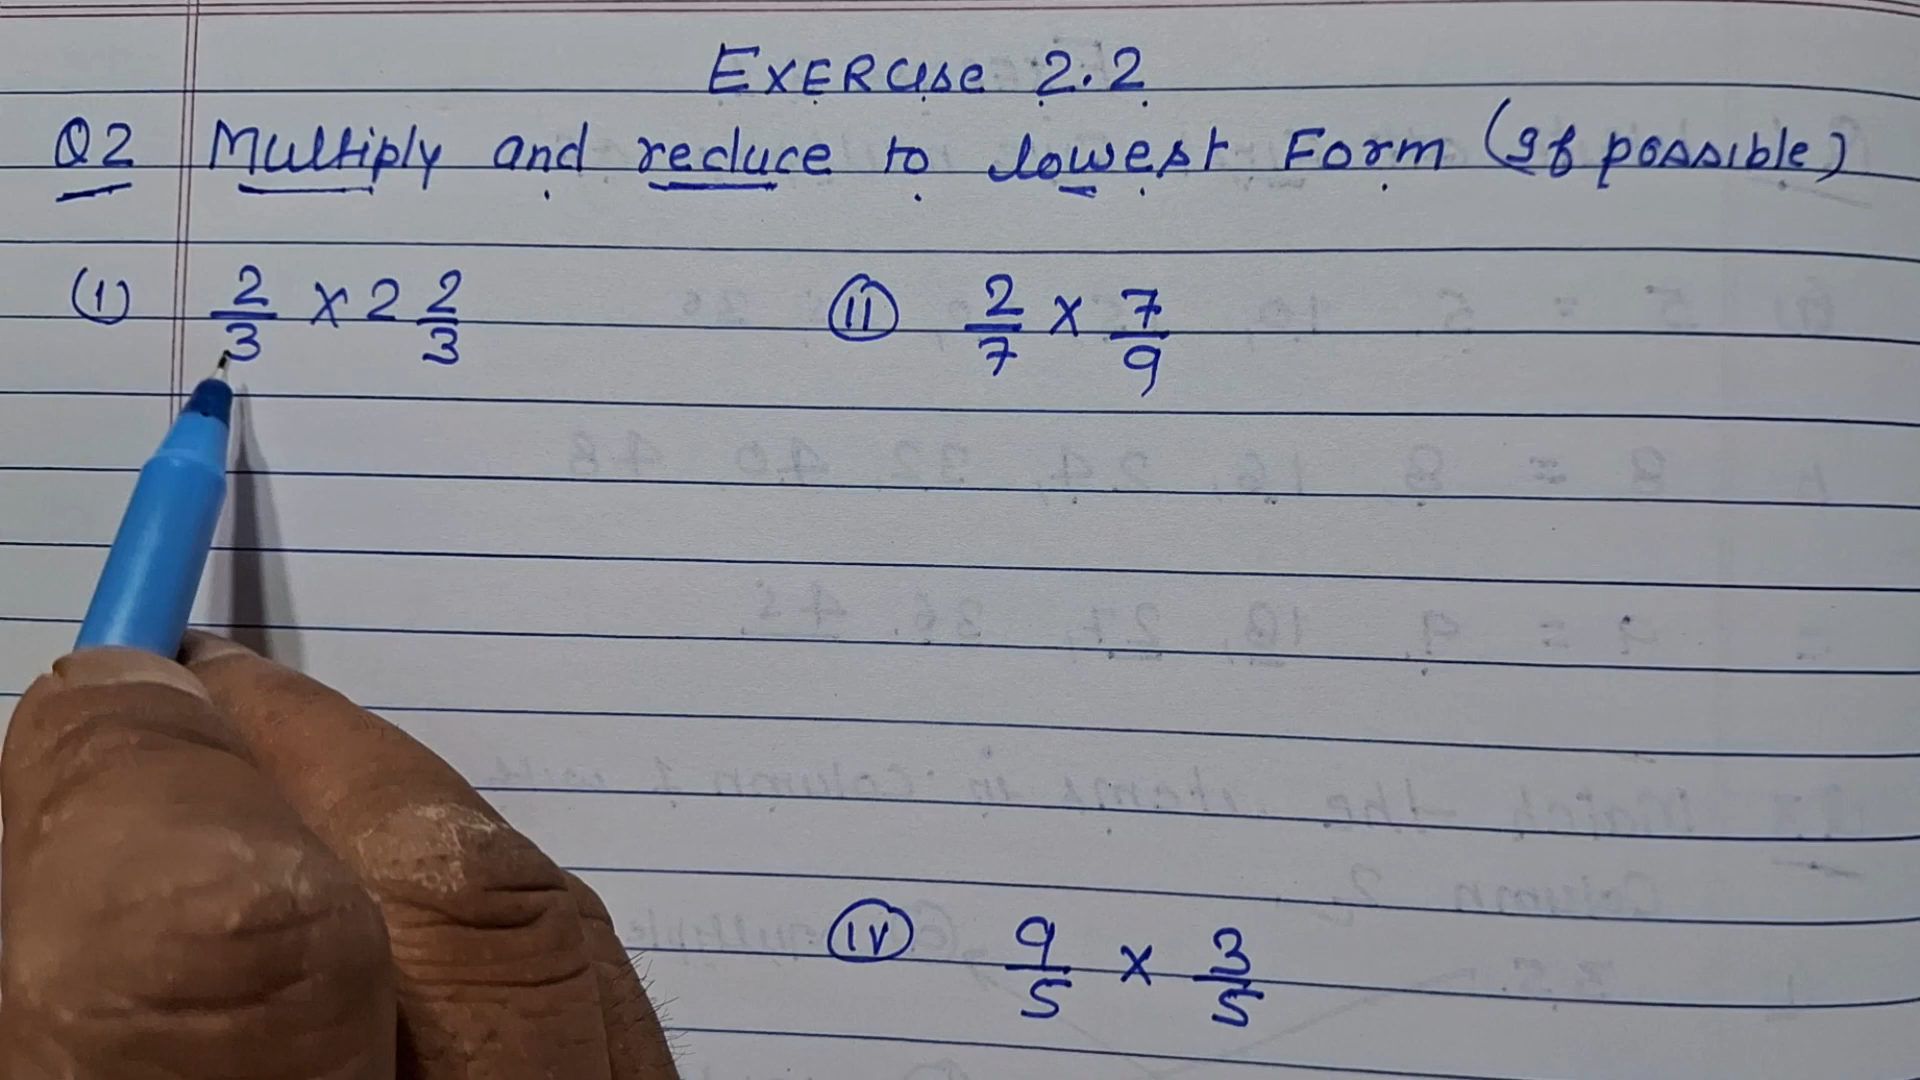 EXERCISE 2.2
Q2 Multiply and reduce to lowest Form (If possible)
(i) 2/3 x 2 2/3 (ii) 2/7 x 7/9
(iv) 9/5 x 3/5